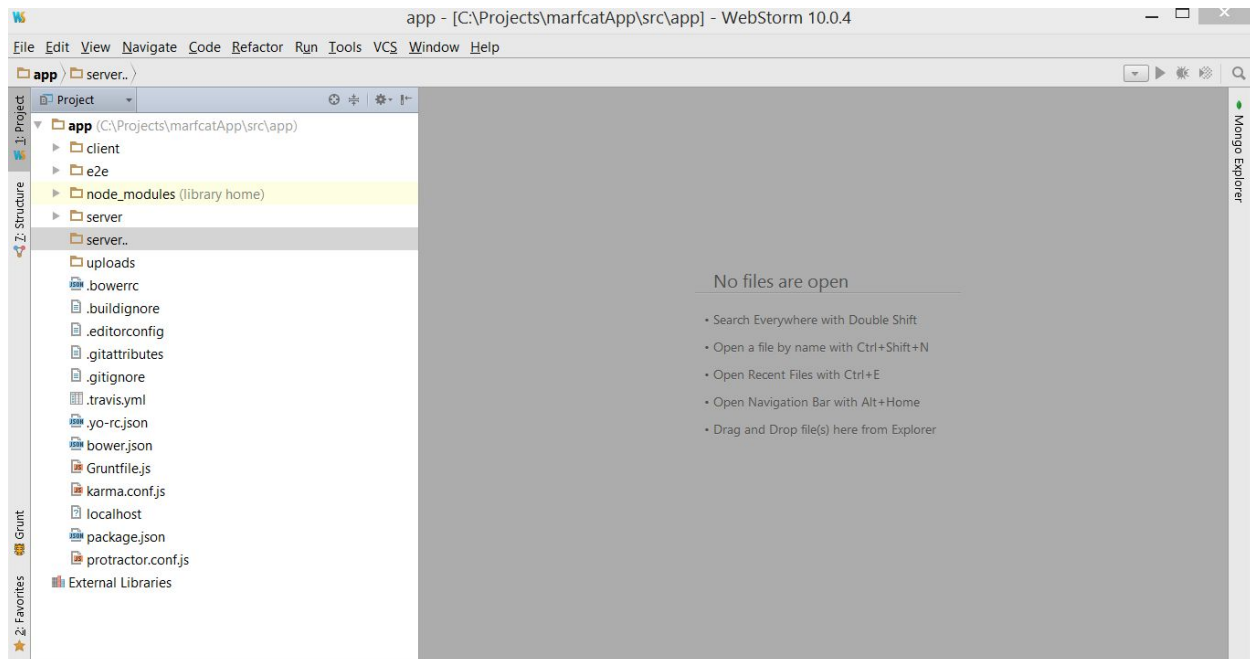 WS app - [C:\Projects\marfcatApp\src\app] - WebStorm 10.0.4
File Edit View Navigate Code Refactor Run Tools VCS Window Help
app server..
1: Project
Project
app (C:\Projects\marfcatApp\src\app)
client
e2e
node_modules (library home)
server
server..
uploads
.bowerrc
.buildignore
.editorconfig
.gitattributes
.gitignore
.travis.yml
.yo-rc.json
bower.json
Gruntfile.js
karma.conf.js
localhost
package.json
protractor.conf.js
External Libraries
7: Structure
Grunt
2: Favorites
No files are open
• Search Everywhere with Double Shift
• Open a file by name with Ctrl+Shift+N
• Open Recent Files with Ctrl+E
• Open Navigation Bar with Alt+Home
• Drag and Drop file(s) here from Explorer
Mongo Explorer